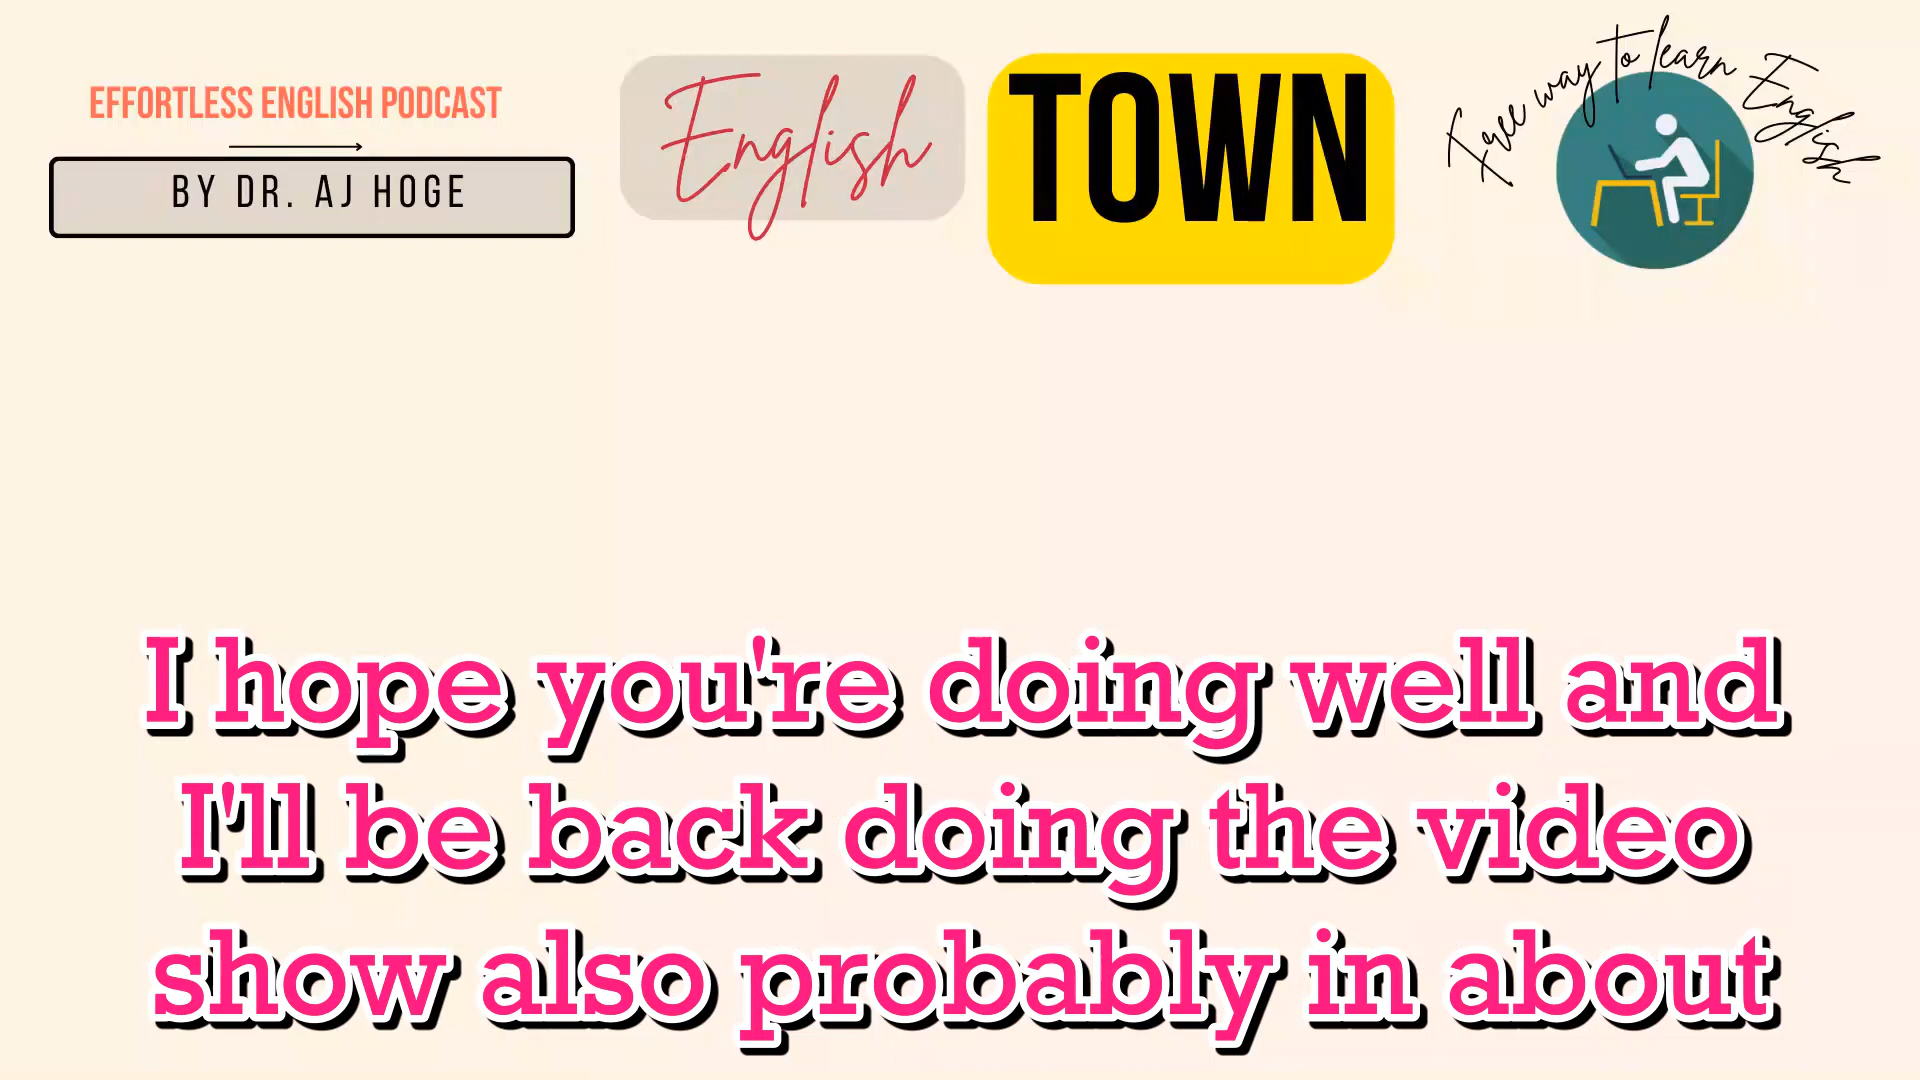 EFFORTLESS ENGLISH PODCAST
BY DR. AJ HOGE
English
TOWN
Free way to learn English
I hope you're doing well and
I'll be back doing the video
show also probably in about